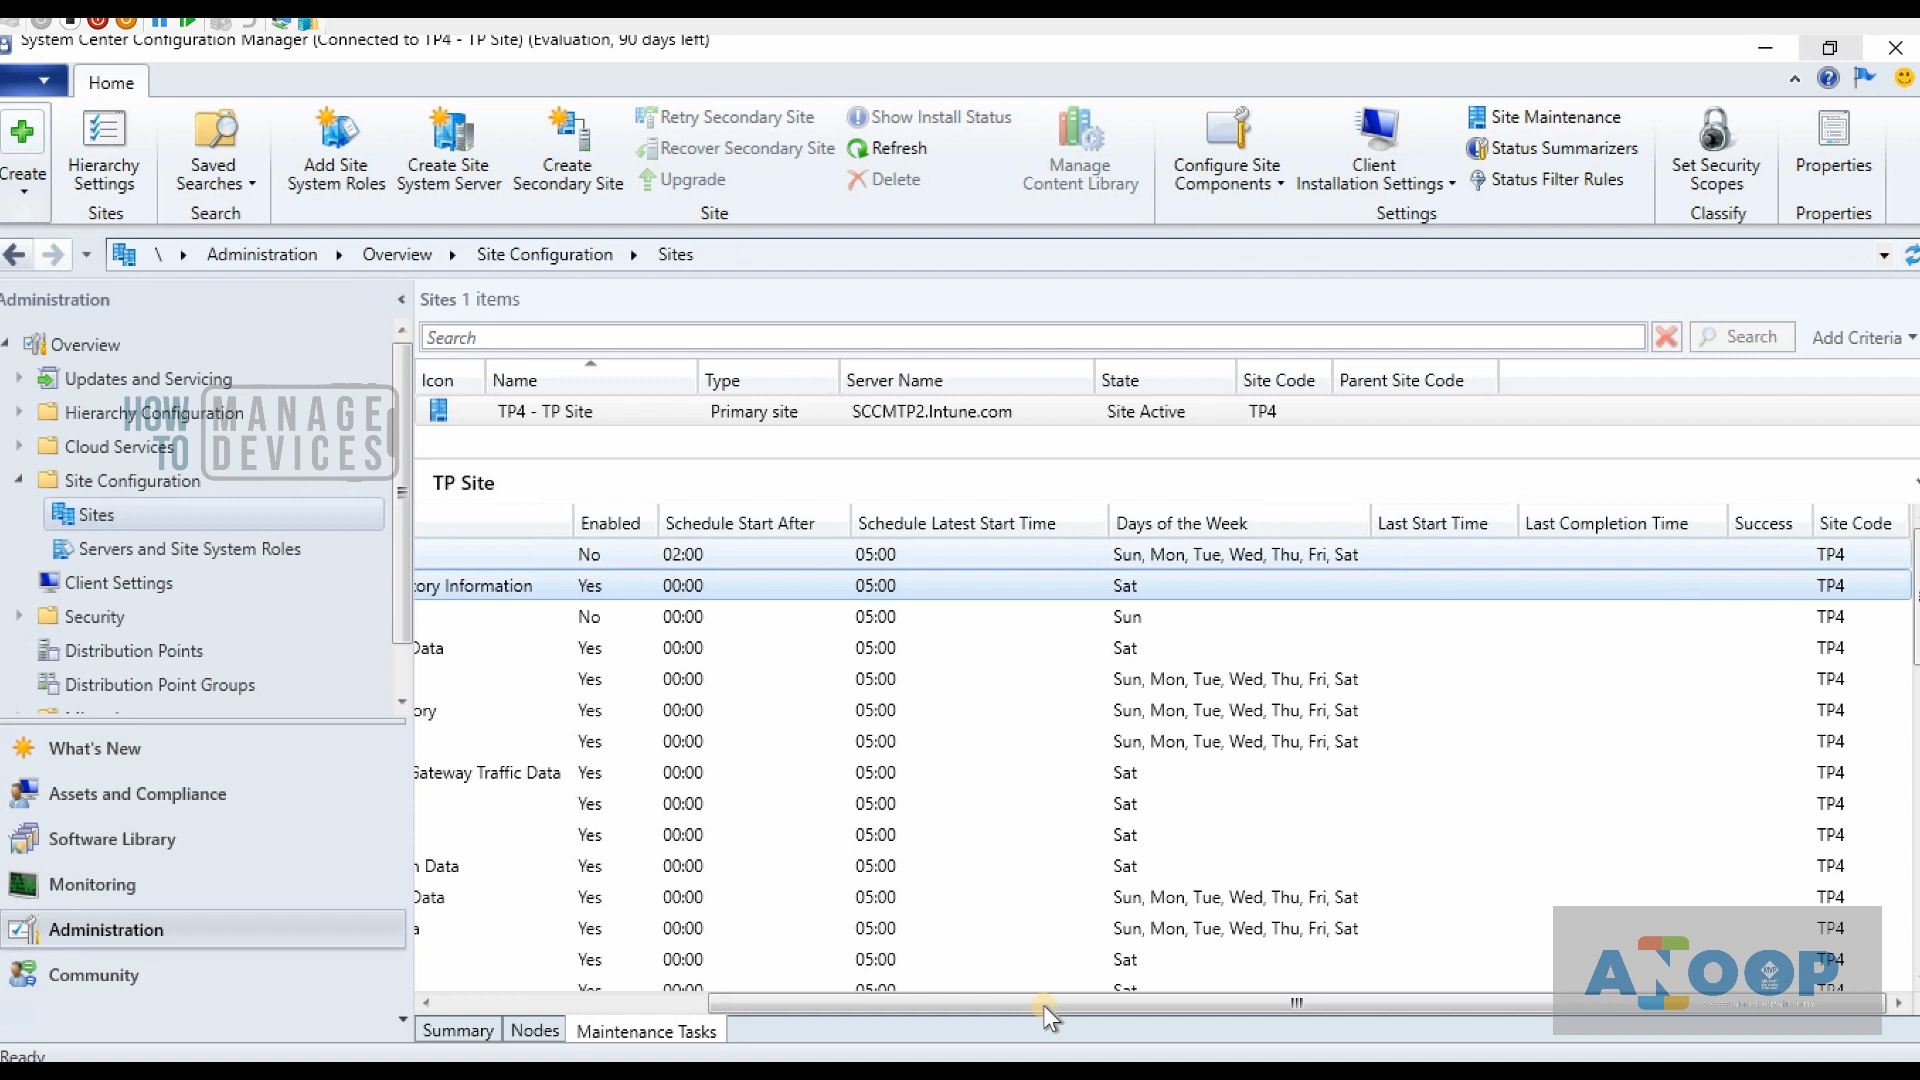 System Center Configuration Manager (Connected to TP4 - TP Site) (Evaluation, 90 days left)
Home
Create
Hierarchy Settings
Sites
Saved Searches
Search
Add Site System Roles
Create Site System Server
Create Secondary Site
Retry Secondary Site
Recover Secondary Site
Upgrade
Show Install Status
Refresh
Delete
Site
Manage Content Library
Configure Site Components
Client Installation Settings
Site Maintenance
Status Summarizers
Status Filter Rules
Settings
Set Security Scopes
Classify
Properties
Properties
\ Administration Overview Site Configuration Sites
Administration
Overview
Updates and Servicing
Hierarchy Configuration
Cloud Services
Site Configuration
Sites
Servers and Site System Roles
Client Settings
Security
Distribution Points
Distribution Point Groups
HOW TO MANAGE DEVICES
What's New
Assets and Compliance
Software Library
Monitoring
Administration
Community
Ready
Sites 1 items
Search
Search
Add Criteria
Icon Name Type Server Name State Site Code Parent Site Code
TP4 - TP Site Primary site SCCMTP2.Intune.com Site Active TP4
TP Site
Enabled Schedule Start After Schedule Latest Start Time Days of the Week Last Start Time Last Completion Time Success Site Code
No 02:00 05:00 Sun, Mon, Tue, Wed, Thu, Fri, Sat TP4
ory Information Yes 00:00 05:00 Sat TP4
No 00:00 05:00 Sun TP4
Data Yes 00:00 05:00 Sat TP4
Yes 00:00 05:00 Sun, Mon, Tue, Wed, Thu, Fri, Sat TP4
ory Yes 00:00 05:00 Sun, Mon, Tue, Wed, Thu, Fri, Sat TP4
Yes 00:00 05:00 Sun, Mon, Tue, Wed, Thu, Fri, Sat TP4
Gateway Traffic Data Yes 00:00 05:00 Sat TP4
Yes 00:00 05:00 Sat TP4
Yes 00:00 05:00 Sat TP4
n Data Yes 00:00 05:00 Sat TP4
Data Yes 00:00 05:00 Sun, Mon, Tue, Wed, Thu, Fri, Sat TP4
a Yes 00:00 05:00 Sun, Mon, Tue, Wed, Thu, Fri, Sat TP4
Yes 00:00 05:00 Sat TP4
Yes 00:00 05:00 Sat TP4
ANOOP
Summary Nodes Maintenance Tasks